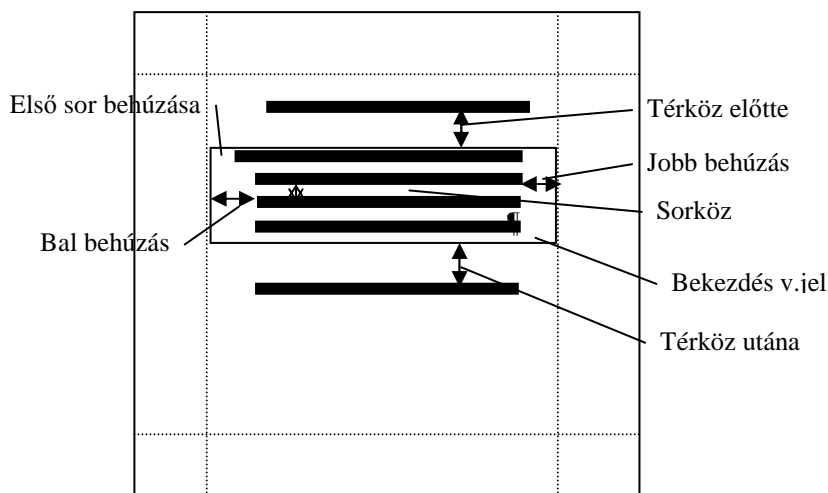 Első sor behúzása
Térköz előtte
Jobb behúzás
Sorköz
¶
Bal behúzás
Bekezdés v.jel
Térköz utána